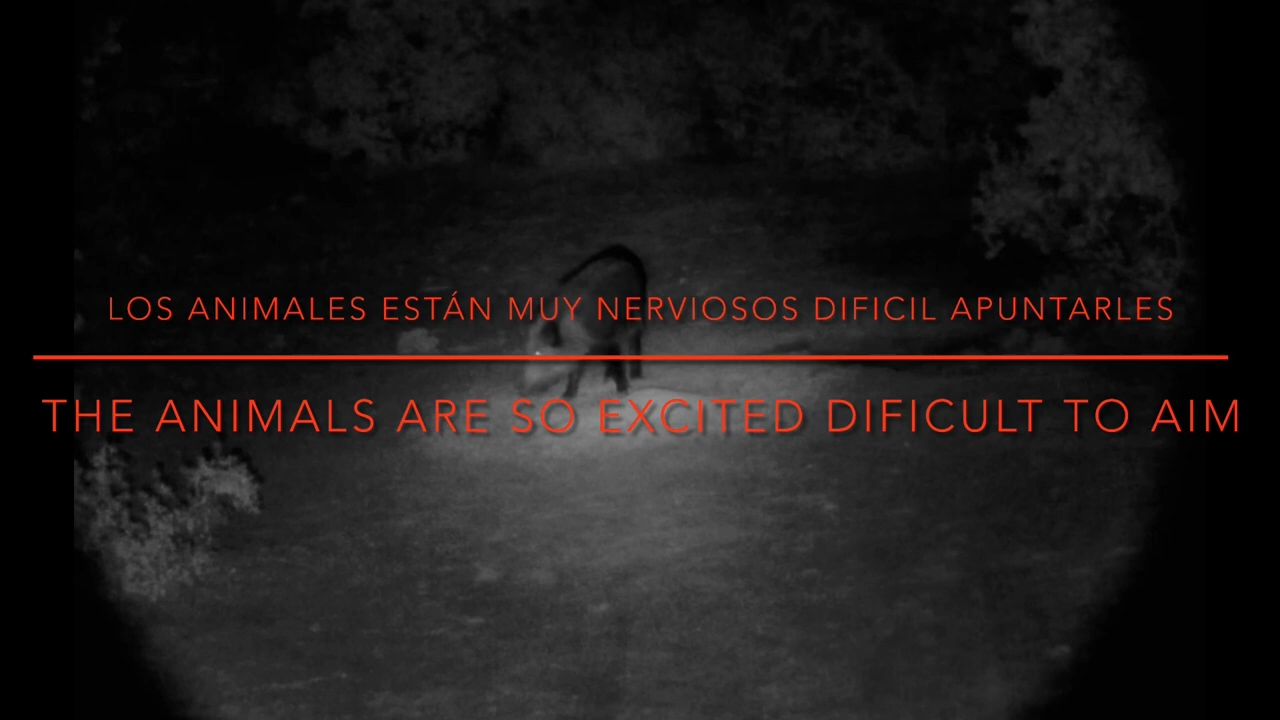 LOS ANIMALES ESTÁN MUY NERVIOSOS DIFICIL APUNTARLES
THE ANIMALS ARE SO EXCITED DIFICULT TO AIM